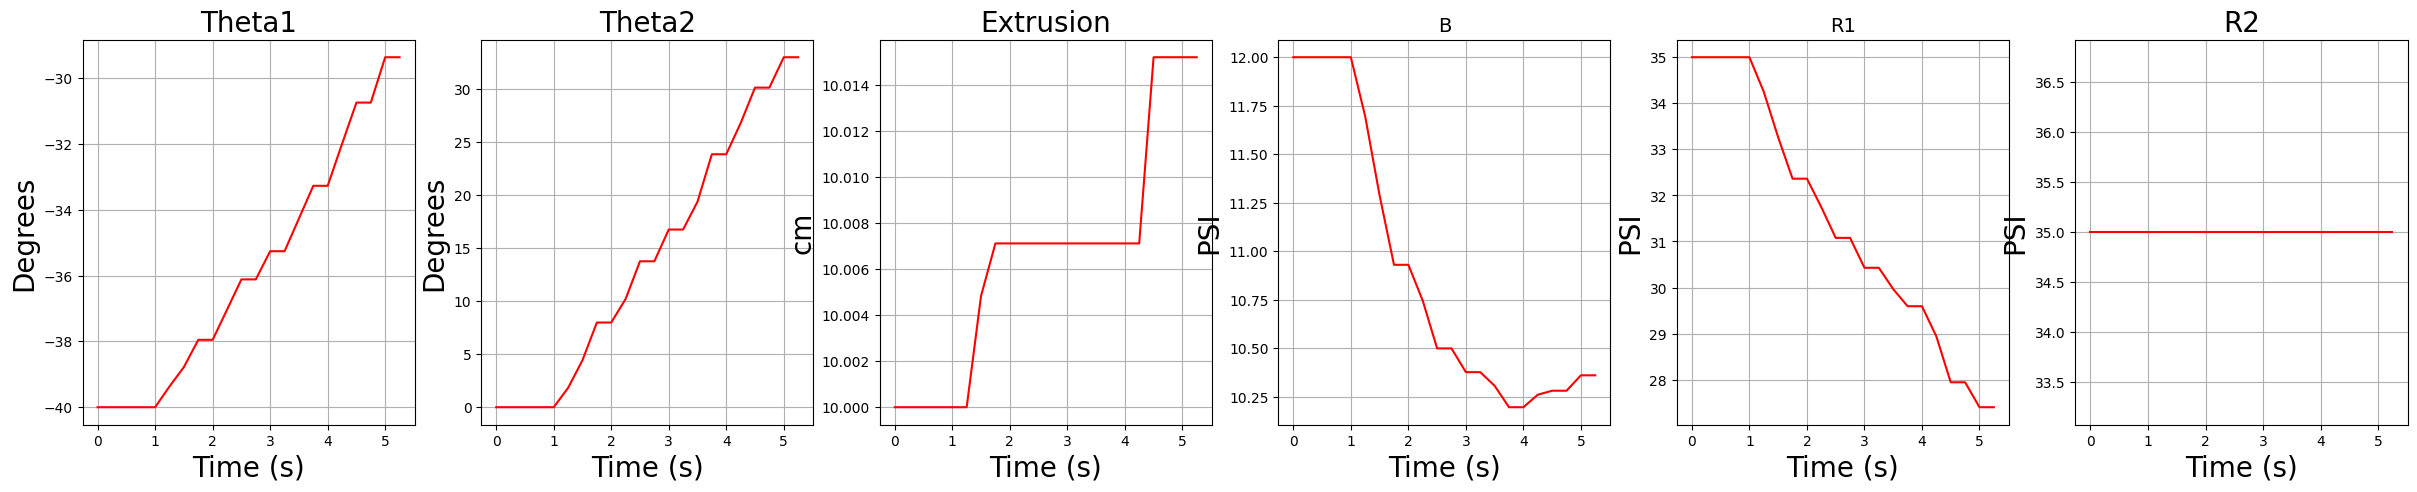 Theta1
Degrees
−30
−32
−34
−36
−38
−40
0 1 2 3 4 5
Time (s)
Theta2
Degrees
30
25
20
15
10
5
0
0 1 2 3 4 5
Time (s)
Extrusion
cm
10.014
10.012
10.010
10.008
10.006
10.004
10.002
10.000
0 1 2 3 4 5
Time (s)
B
PSI
12.00
11.75
11.50
11.25
11.00
10.75
10.50
10.25
0 1 2 3 4 5
Time (s)
R1
PSI
35
34
33
32
31
30
29
28
0 1 2 3 4 5
Time (s)
R2
PSI
36.5
36.0
35.5
35.0
34.5
34.0
33.5
0 1 2 3 4 5
Time (s)